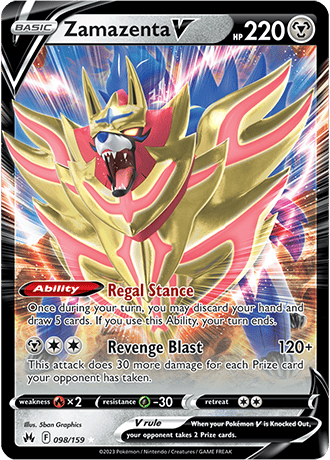 BASIC Zamazenta V HP 220
Ability Regal Stance
Once during your turn, you may discard your hand and
draw 5 cards. If you use this Ability, your turn ends.
Revenge Blast 120+
This attack does 30 more damage for each Prize card
your opponent has taken.
weakness ×2 resistance -30 retreat
Illus. 5ban Graphics
V rule When your Pokémon V is Knocked Out,
your opponent takes 2 Prize cards.
F 098/159
©2023 Pokémon / Nintendo / Creatures / GAME FREAK